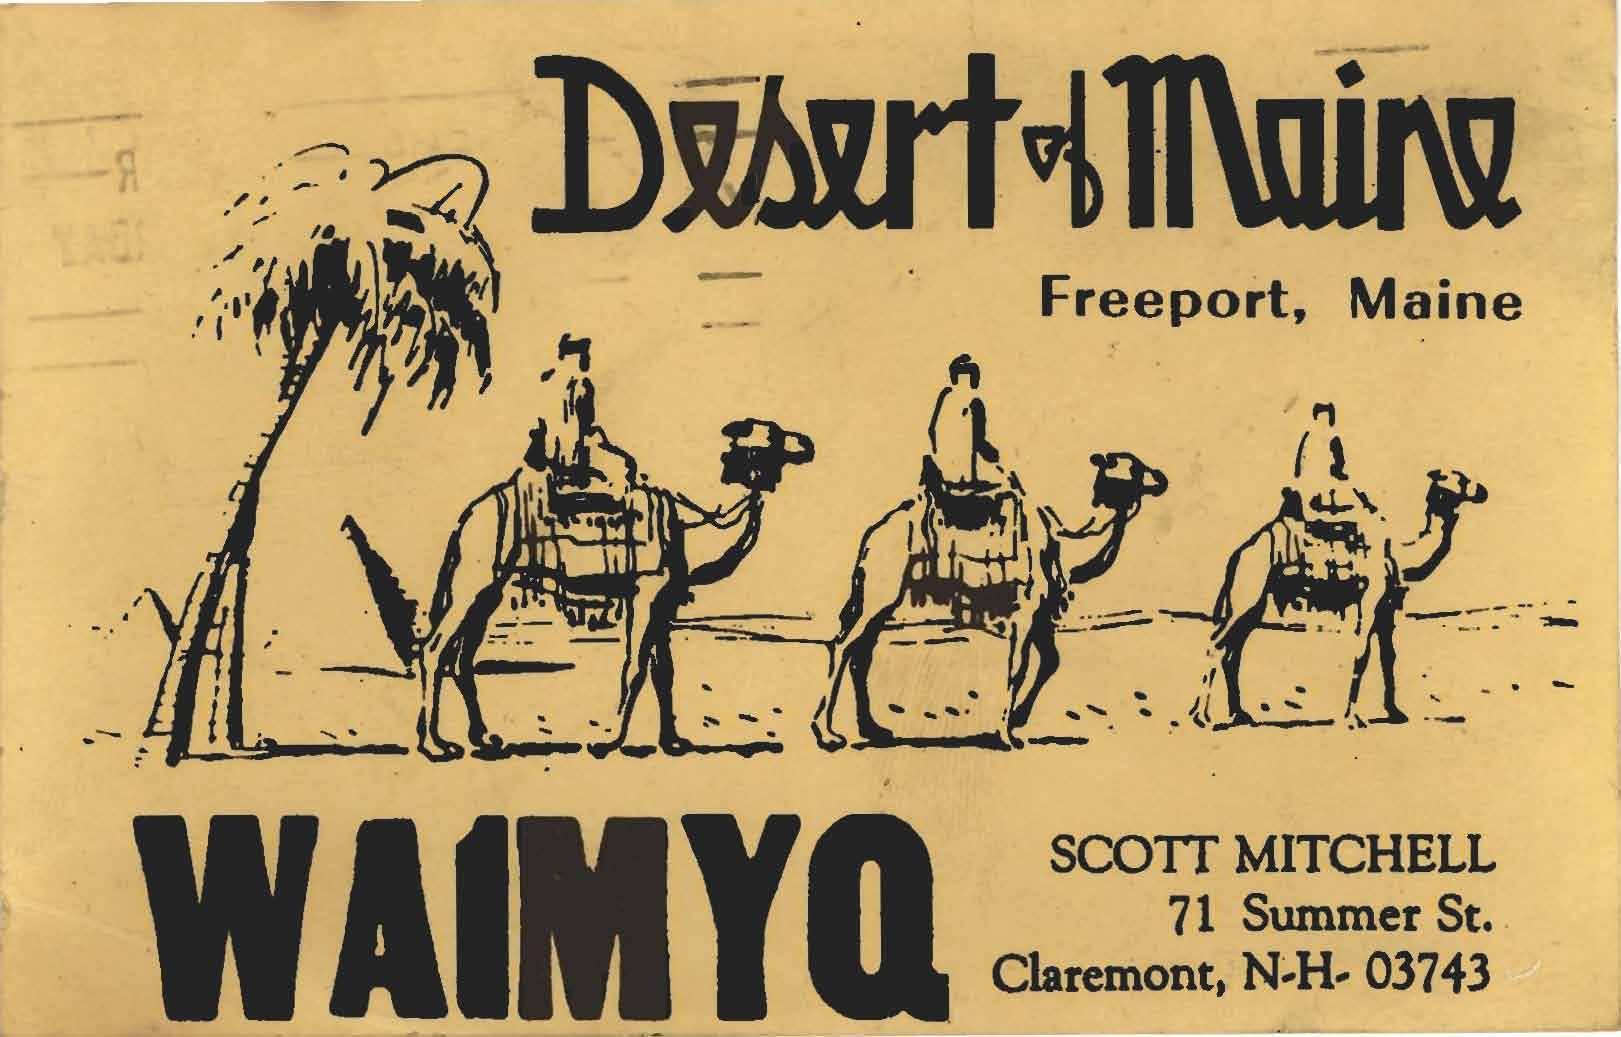 Desert of Maine
Freeport, Maine
WA1MYQ
SCOTT MITCHELL
71 Summer St.
Claremont, N-H- 03743